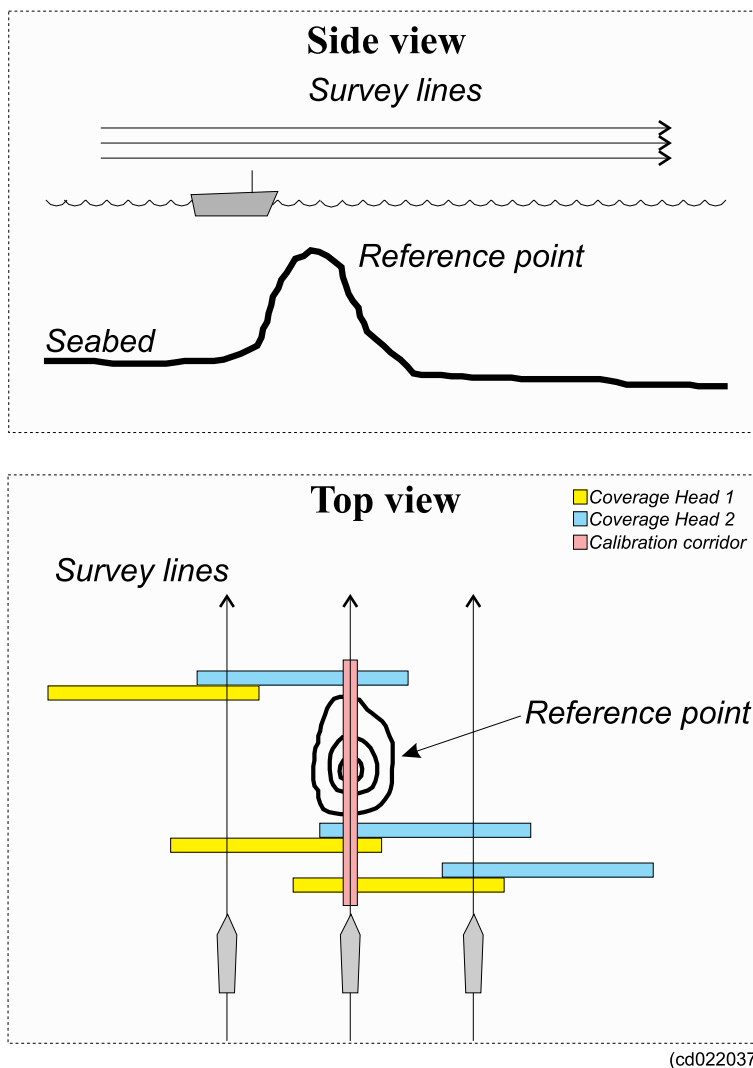 Side view
Survey lines
Reference point
Seabed
Top view
Coverage Head 1
Coverage Head 2
Calibration corridor
Survey lines
Reference point
(cd022037